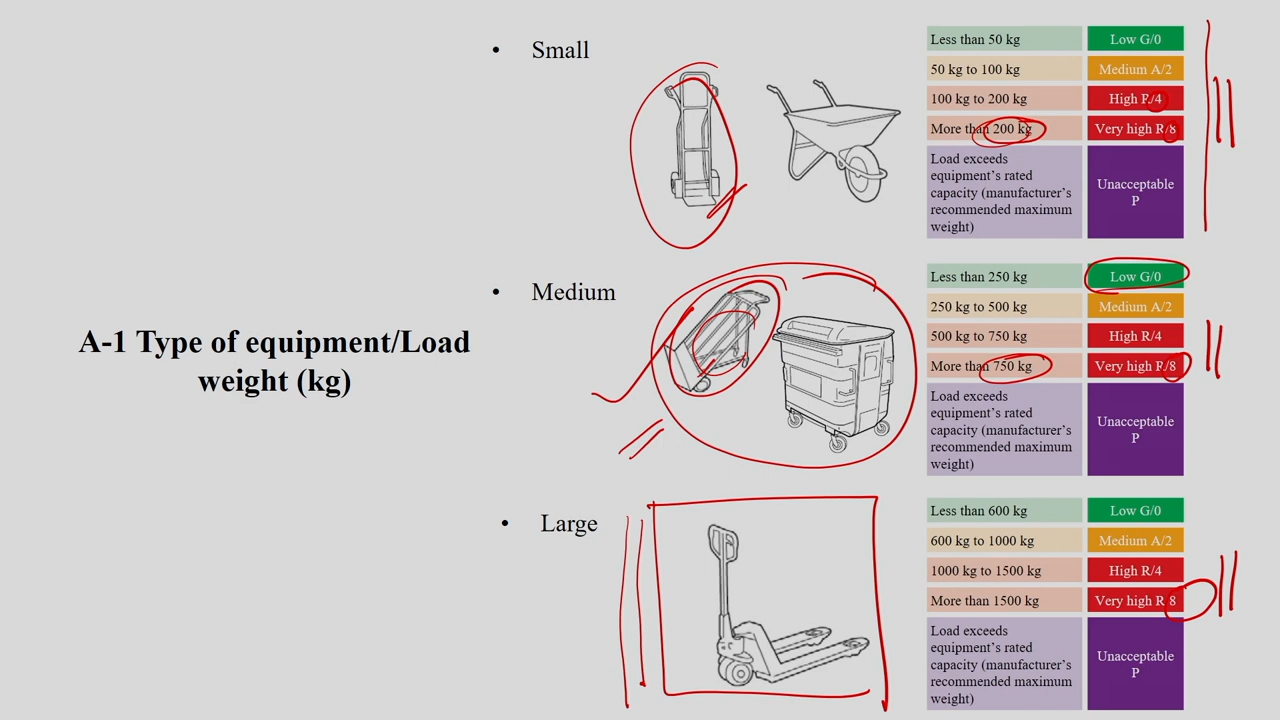 A-1 Type of equipment/Load
weight (kg)
• Small
Less than 50 kg Low G/0
50 kg to 100 kg Medium A/2
100 kg to 200 kg High R/4
More than 200 kg Very high R/8
Load exceeds
equipment's rated
capacity (manufacturer's
recommended maximum
weight)
Unacceptable
P
• Medium
Less than 250 kg Low G/0
250 kg to 500 kg Medium A/2
500 kg to 750 kg High R/4
More than 750 kg Very high R/8
Load exceeds
equipment's rated
capacity (manufacturer's
recommended maximum
weight)
Unacceptable
P
• Large
Less than 600 kg Low G/0
600 kg to 1000 kg Medium A/2
1000 kg to 1500 kg High R/4
More than 1500 kg Very high R/8
Load exceeds
equipment's rated
capacity (manufacturer's
recommended maximum
weight)
Unacceptable
P